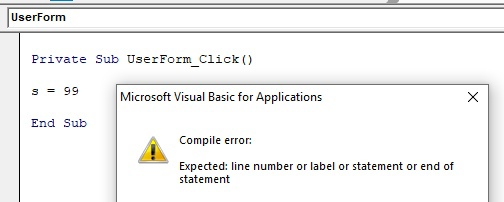 UserForm
Private Sub UserForm_Click()
s = 99
End Sub
Microsoft Visual Basic for Applications
Compile error:
Expected: line number or label or statement or end of
statement